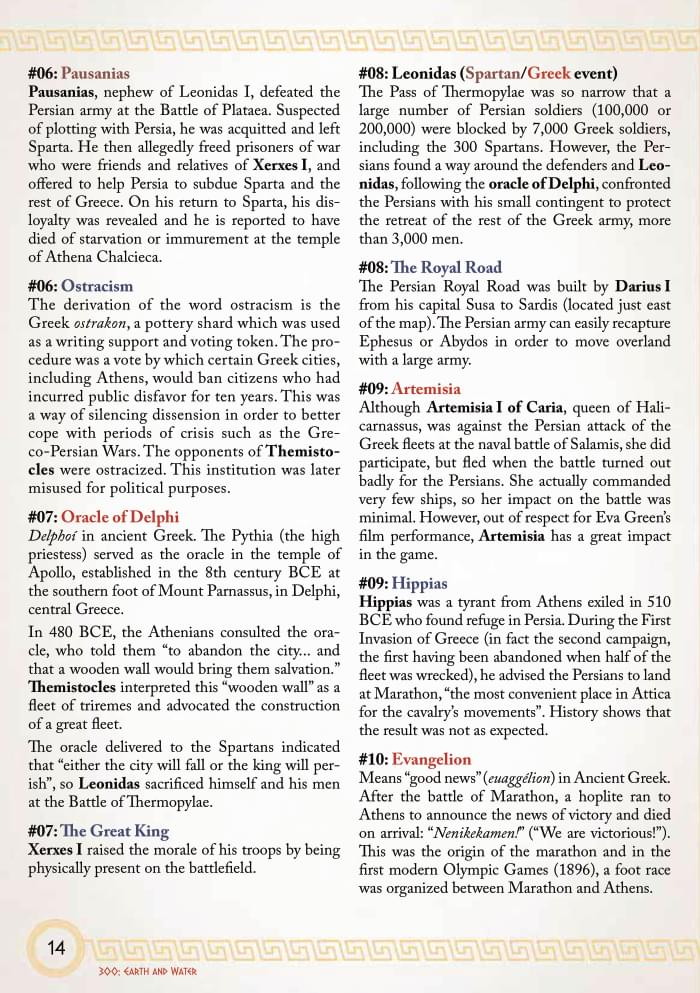 #06: Pausanias
Pausanias, nephew of Leonidas I, defeated the
Persian army at the Battle of Plataea. Suspected
of plotting with Persia, he was acquitted and left
Sparta. He then allegedly freed prisoners of war
who were friends and relatives of Xerxes I, and
offered to help Persia to subdue Sparta and the
rest of Greece. On his return to Sparta, his dis-
loyalty was revealed and he is reported to have
died of starvation or immurement at the temple
of Athena Chalcieca.
#06: Ostracism
The derivation of the word ostracism is the
Greek ostrakon, a pottery shard which was used
as a writing support and voting token. The pro-
cedure was a vote by which certain Greek cities,
including Athens, would ban citizens who had
incurred public disfavor for ten years. This was
a way of silencing dissension in order to better
cope with periods of crisis such as the Gre-
co-Persian Wars. The opponents of Themisto-
cles were ostracized. This institution was later
misused for political purposes.
#07: Oracle of Delphi
Delphoí in ancient Greek. The Pythia (the high
priestess) served as the oracle in the temple of
Apollo, established in the 8th century BCE at
the southern foot of Mount Parnassus, in Delphi,
central Greece.
In 480 BCE, the Athenians consulted the ora-
cle, who told them “to abandon the city... and
that a wooden wall would bring them salvation.”
Themistocles interpreted this “wooden wall” as a
fleet of triremes and advocated the construction
of a great fleet.
The oracle delivered to the Spartans indicated
that “either the city will fall or the king will per-
ish”, so Leonidas sacrificed himself and his men
at the Battle of Thermopylae.
#07: The Great King
Xerxes I raised the morale of his troops by being
physically present on the battlefield.
#08: Leonidas (Spartan/Greek event)
The Pass of Thermopylae was so narrow that a
large number of Persian soldiers (100,000 or
200,000) were blocked by 7,000 Greek soldiers,
including the 300 Spartans. However, the Per-
sians found a way around the defenders and Leo-
nidas, following the oracle of Delphi, confronted
the Persians with his small contingent to protect
the retreat of the rest of the Greek army, more
than 3,000 men.
#08: The Royal Road
The Persian Royal Road was built by Darius I
from his capital Susa to Sardis (located just east
of the map). The Persian army can easily recapture
Ephesus or Abydos in order to move overland
with a large army.
#09: Artemisia
Although Artemisia I of Caria, queen of Hali-
carnassus, was against the Persian attack of the
Greek fleets at the naval battle of Salamis, she did
participate, but fled when the battle turned out
badly for the Persians. She actually commanded
very few ships, so her impact on the battle was
minimal. However, out of respect for Eva Green’s
film performance, Artemisia has a great impact
in the game.
#09: Hippias
Hippias was a tyrant from Athens exiled in 510
BCE who found refuge in Persia. During the First
Invasion of Greece (in fact the second campaign,
the first having been abandoned when half of the
fleet was wrecked), he advised the Persians to land
at Marathon, “the most convenient place in Attica
for the cavalry’s movements”. History shows that
the result was not as expected.
#10: Evangelion
Means “good news” (euaggélion) in Ancient Greek.
After the battle of Marathon, a hoplite ran to
Athens to announce the news of victory and died
on arrival: “Nenikekamen!” (“We are victorious!”).
This was the origin of the marathon and in the
first modern Olympic Games (1896), a foot race
was organized between Marathon and Athens.
14
300: Earth and Water